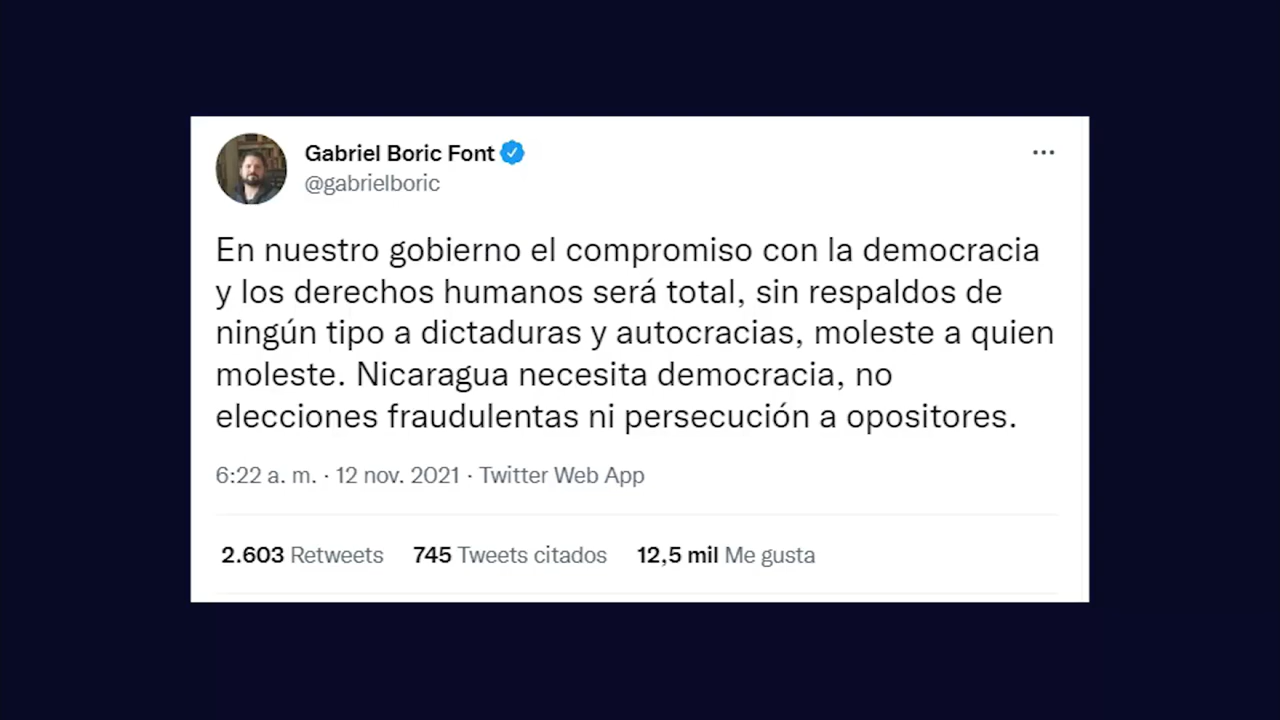 Gabriel Boric Font
@gabrielboric
En nuestro gobierno el compromiso con la democracia
y los derechos humanos será total, sin respaldos de
ningún tipo a dictaduras y autocracias, moleste a quien
moleste. Nicaragua necesita democracia, no
elecciones fraudulentas ni persecución a opositores.
6:22 a. m. · 12 nov. 2021 · Twitter Web App
2.603 Retweets 745 Tweets citados 12,5 mil Me gusta